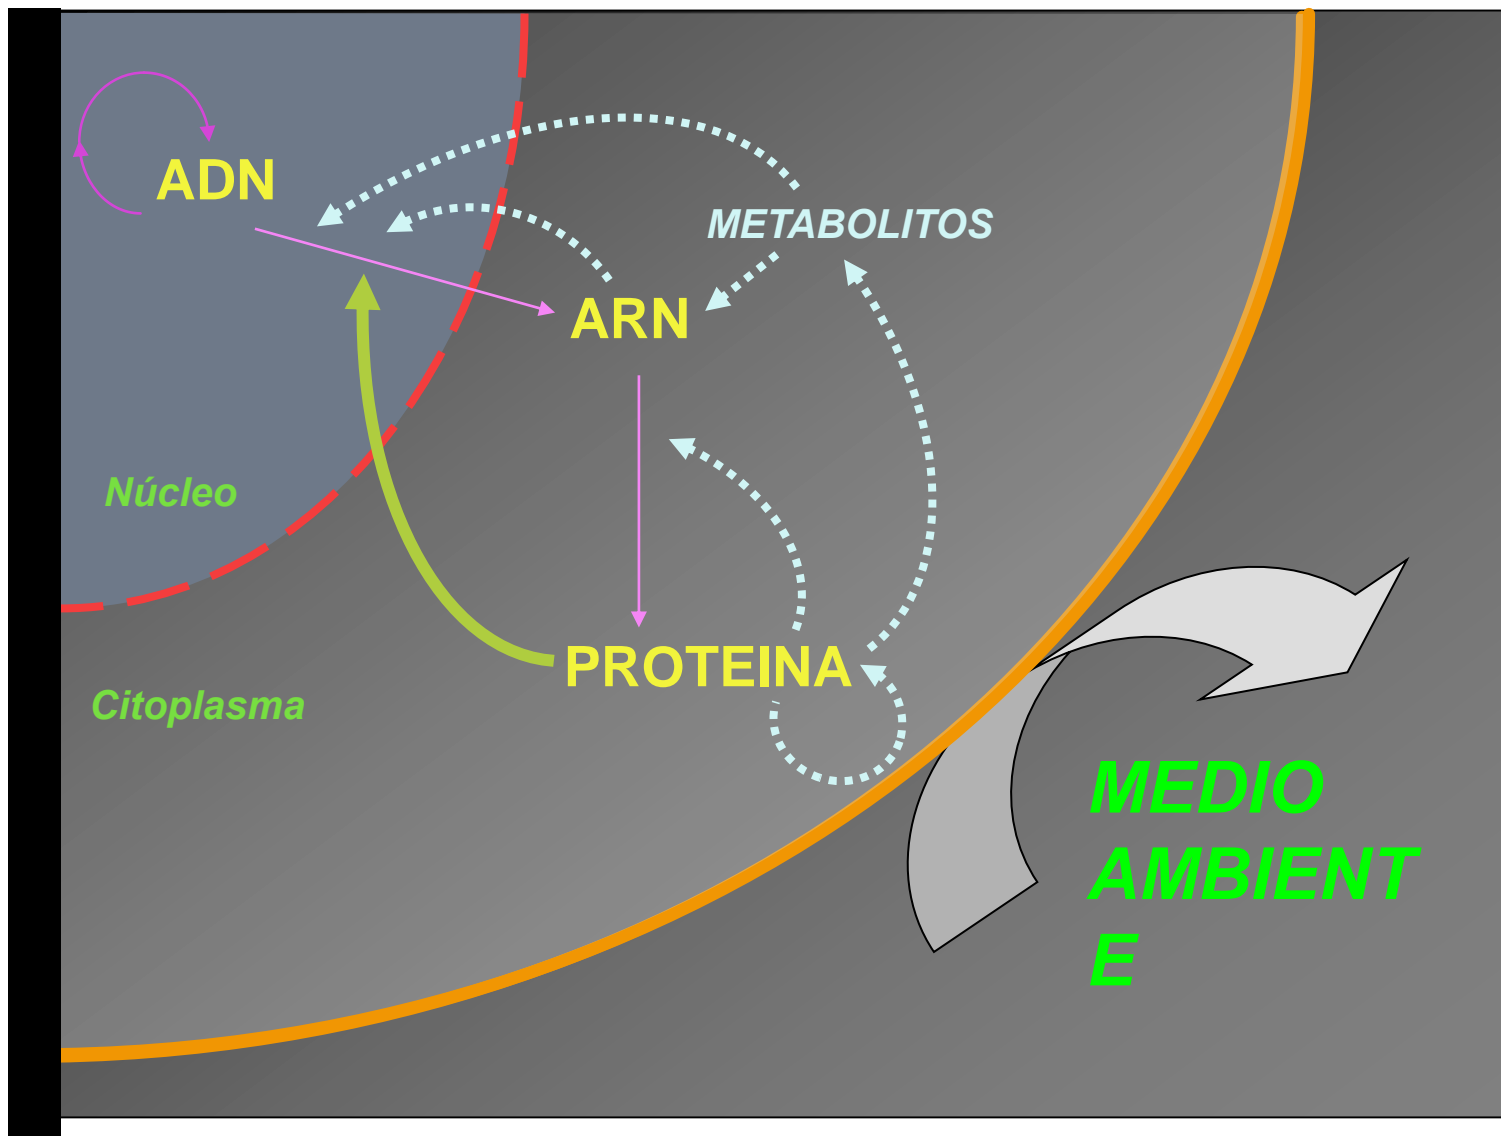 ADN
METABOLITOS
ARN
Núcleo
PROTEINA
Citoplasma
MEDIO
AMBIENT
E